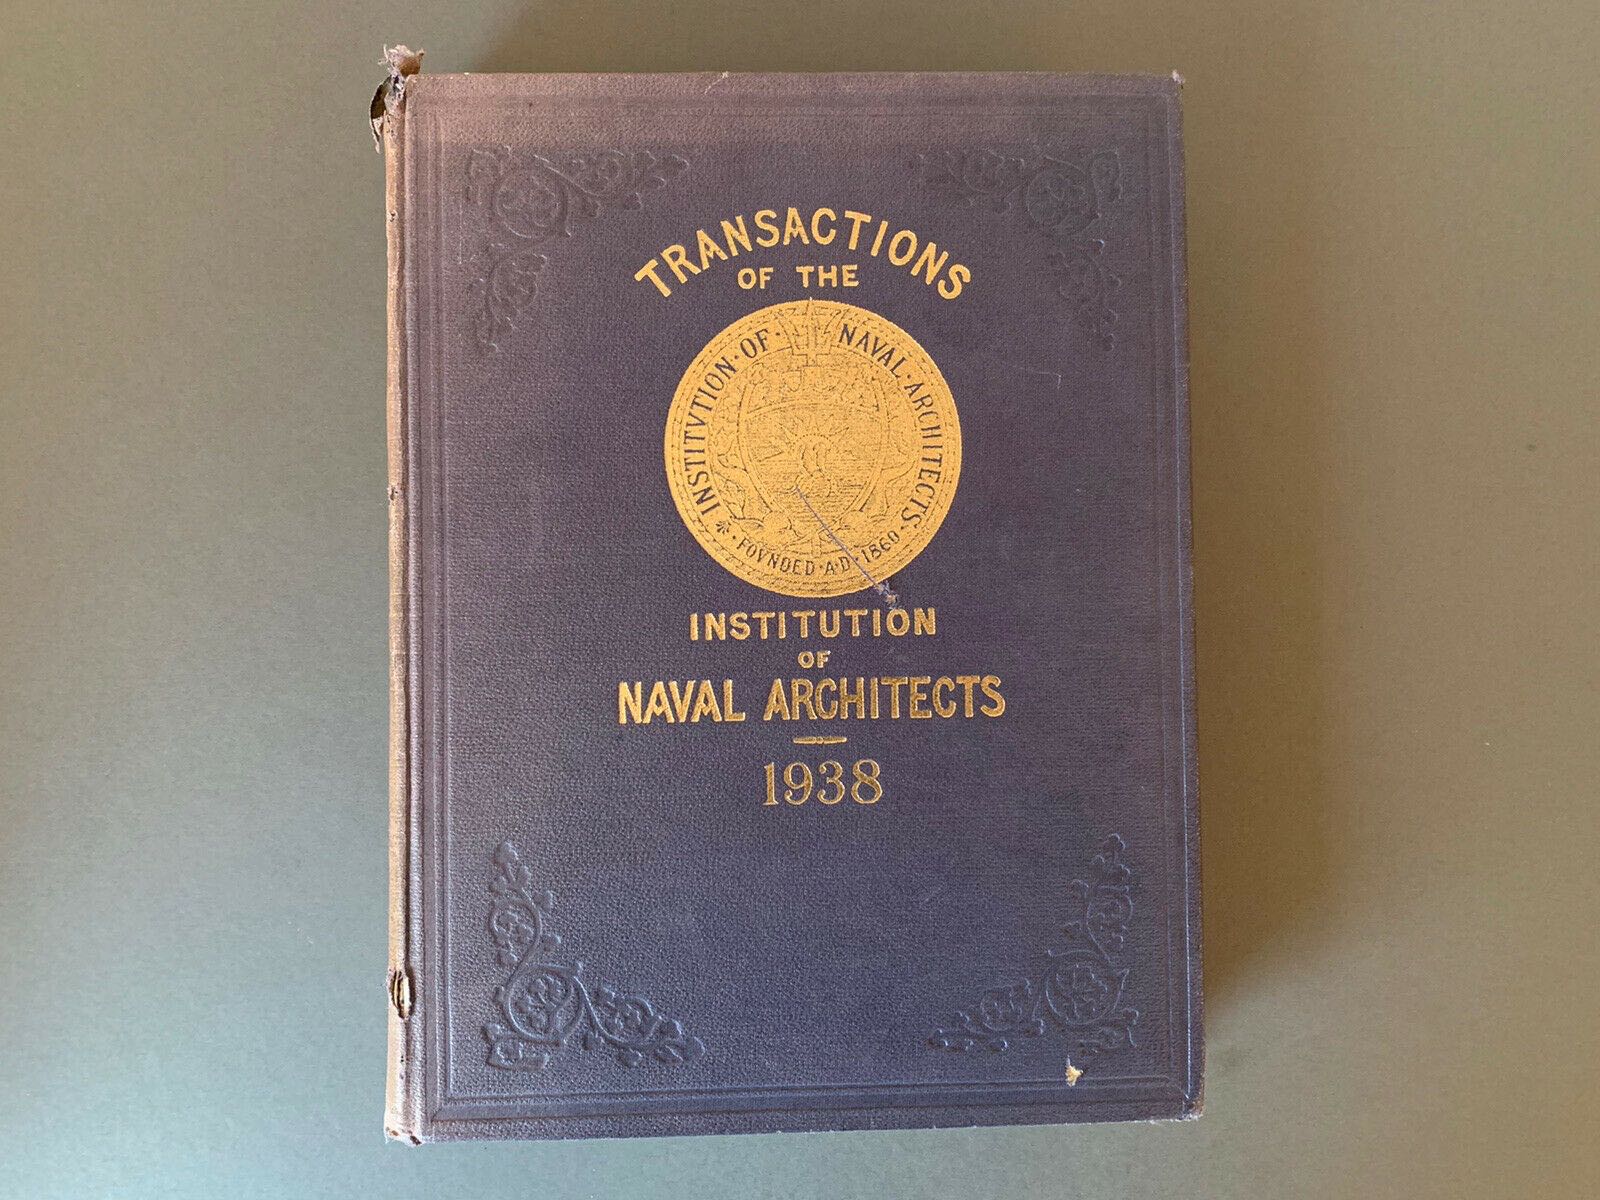 TRANSACTIONS
OF THE
INSTITVTION · OF · NAVAL · ARCHITECTS ·
· FOVNDED · A·D · 1860
INSTITUTION
OF
NAVAL ARCHITECTS
1938